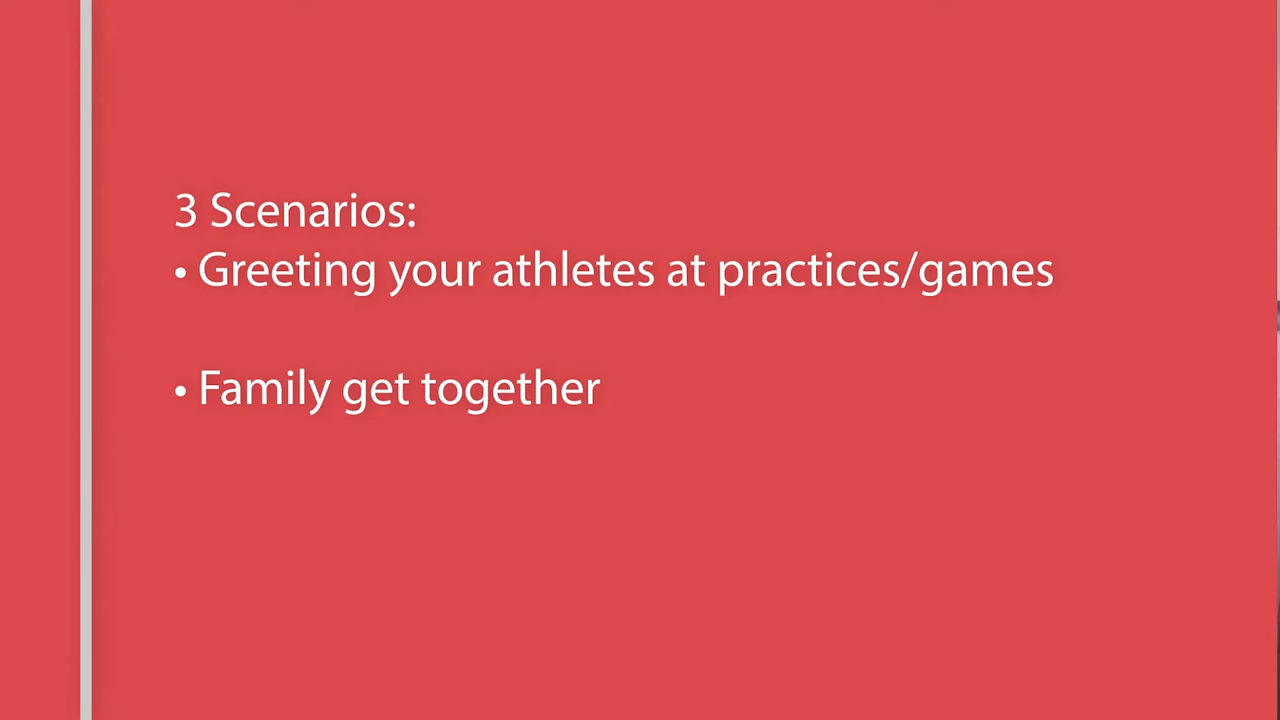 3 Scenarios:
• Greeting your athletes at practices/games
• Family get together